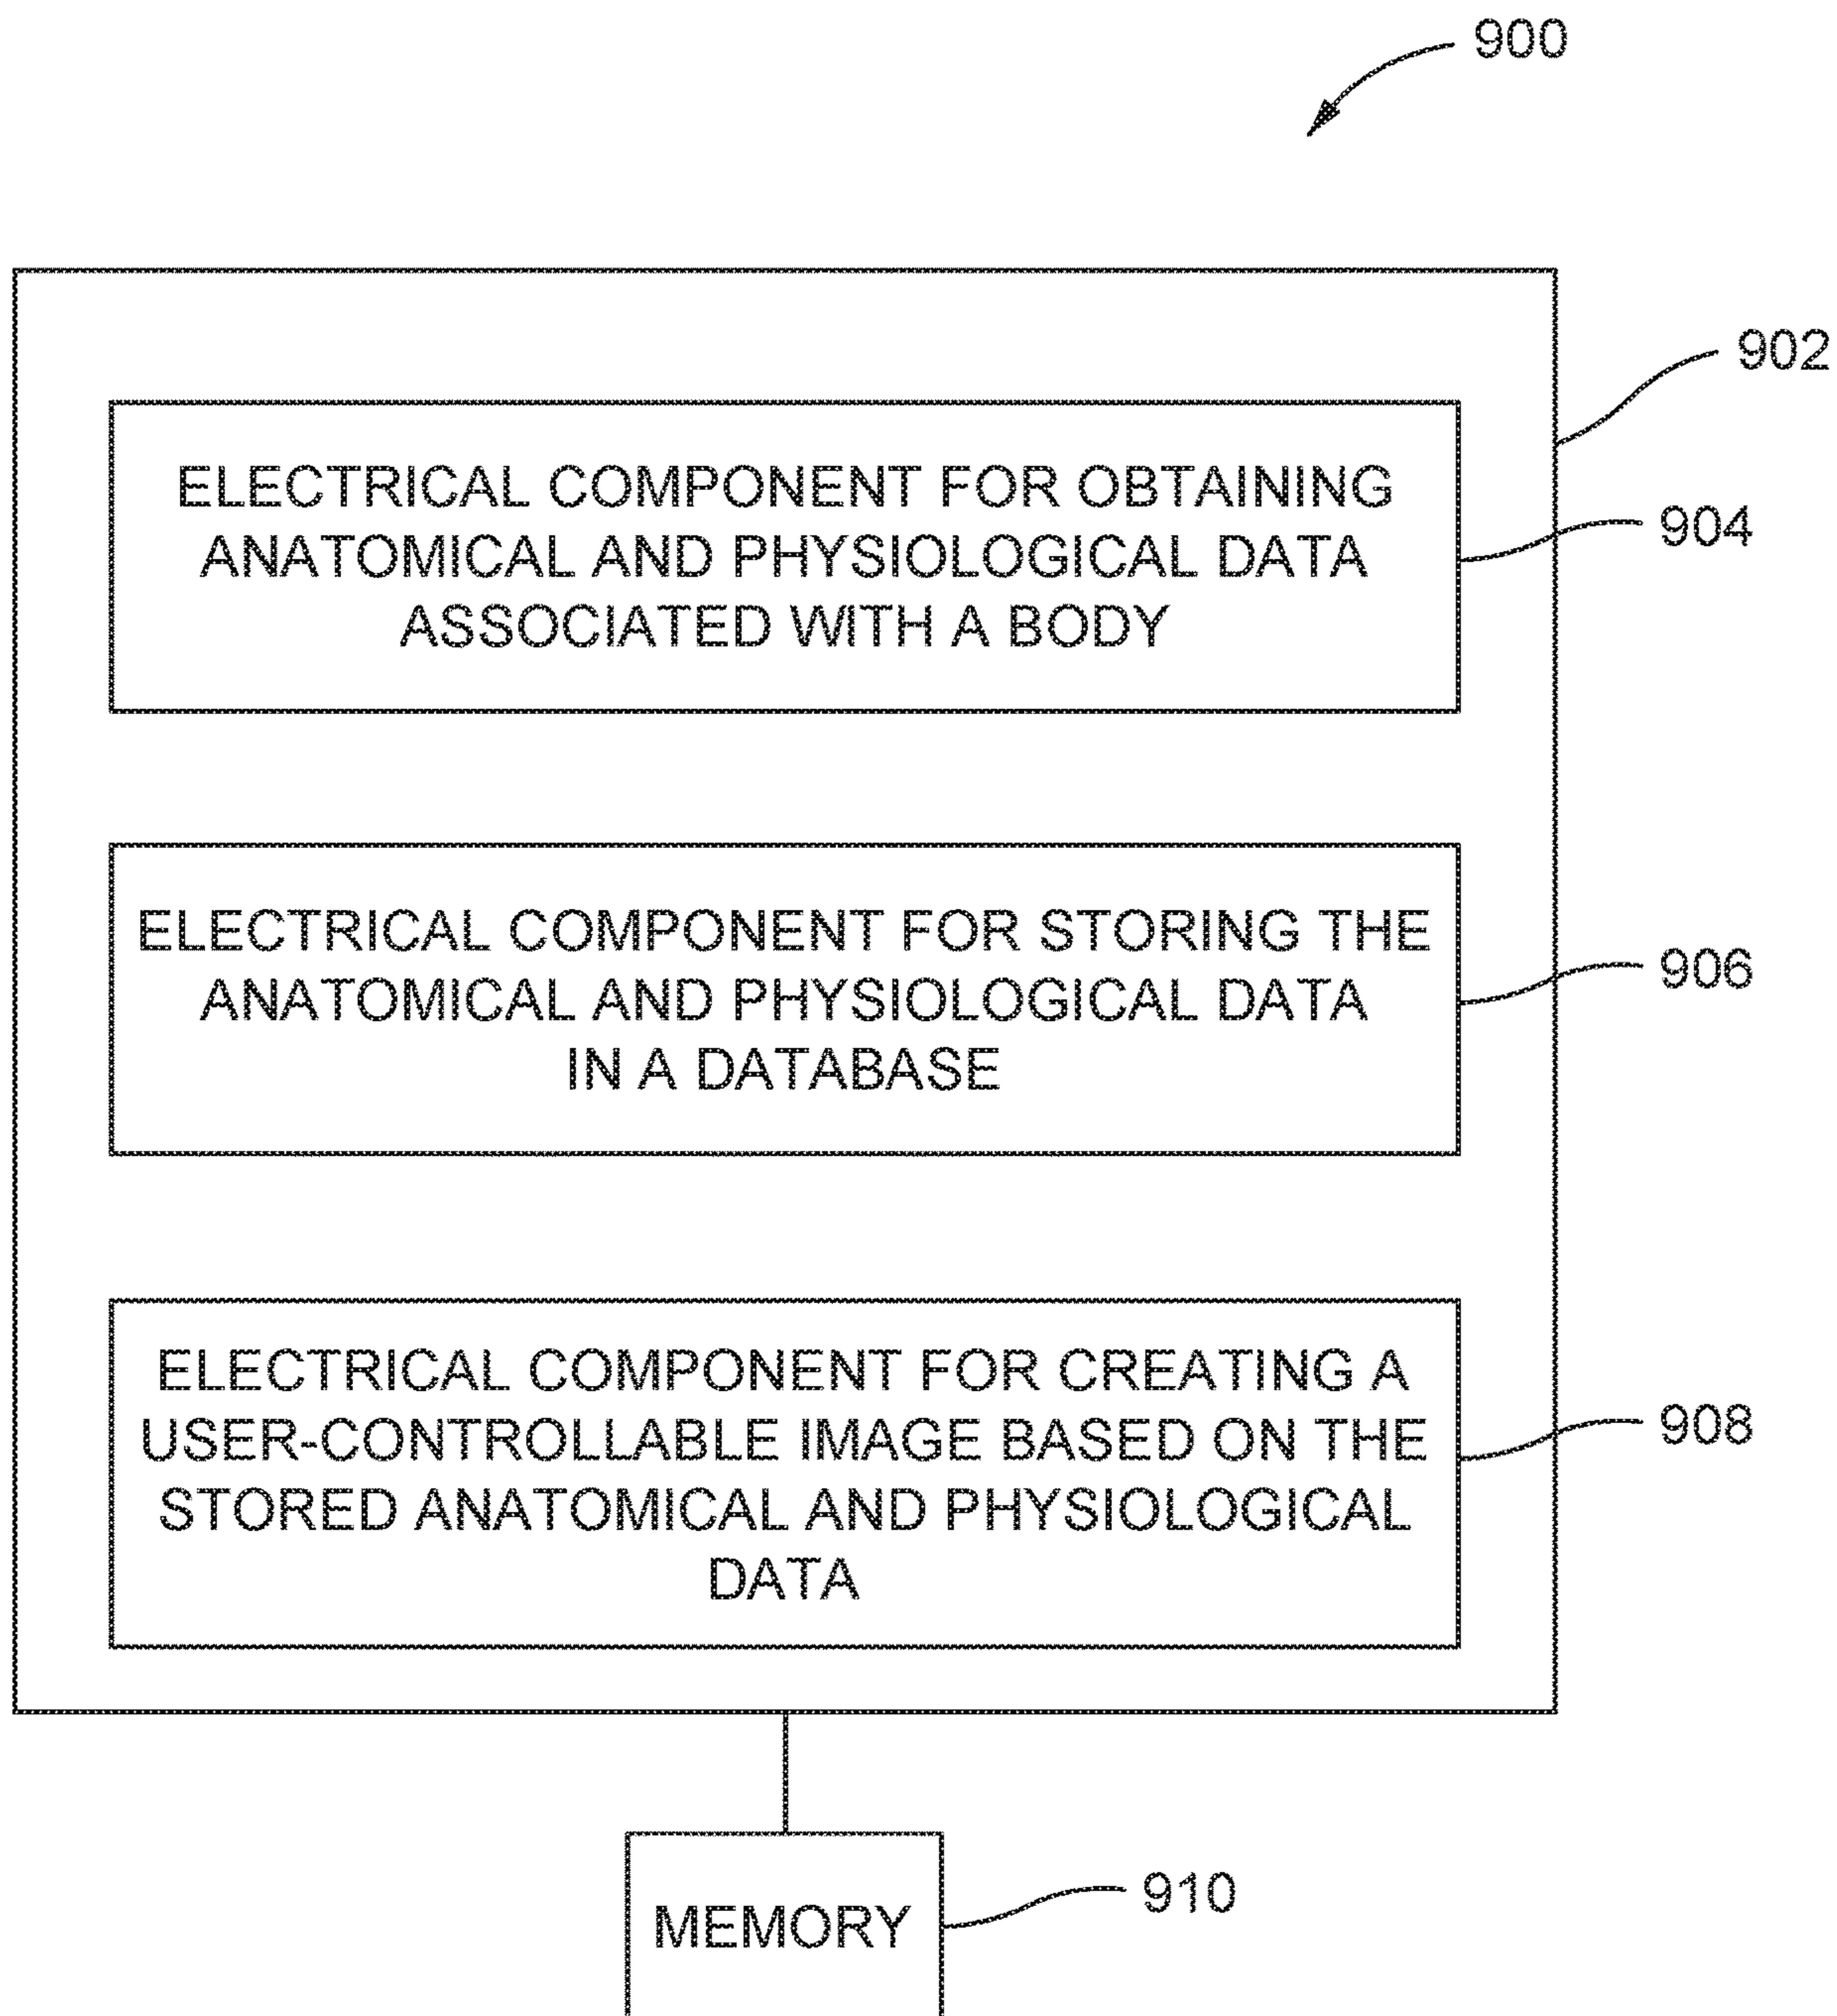 900
902
ELECTRICAL COMPONENT FOR OBTAINING
ANATOMICAL AND PHYSIOLOGICAL DATA
ASSOCIATED WITH A BODY
904
ELECTRICAL COMPONENT FOR STORING THE
ANATOMICAL AND PHYSIOLOGICAL DATA
IN A DATABASE
906
ELECTRICAL COMPONENT FOR CREATING A
USER-CONTROLLABLE IMAGE BASED ON THE
STORED ANATOMICAL AND PHYSIOLOGICAL
DATA
908
MEMORY
910